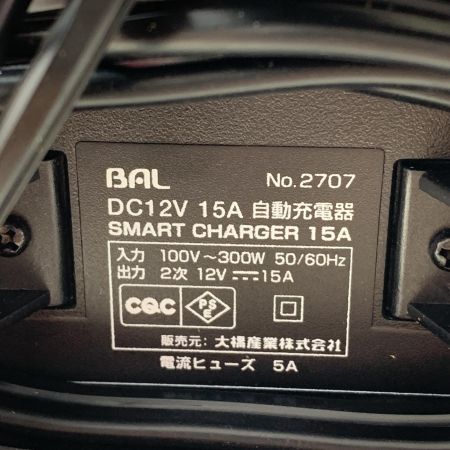 BAL No.2707
DC12V 15A 自動充電器
SMART CHARGER 15A
入力 100V～300W 50/60Hz
出力 2次 12V ⎓ 15A
CQC PSE
販売元: 大橋産業株式会社
電流ヒューズ 5A